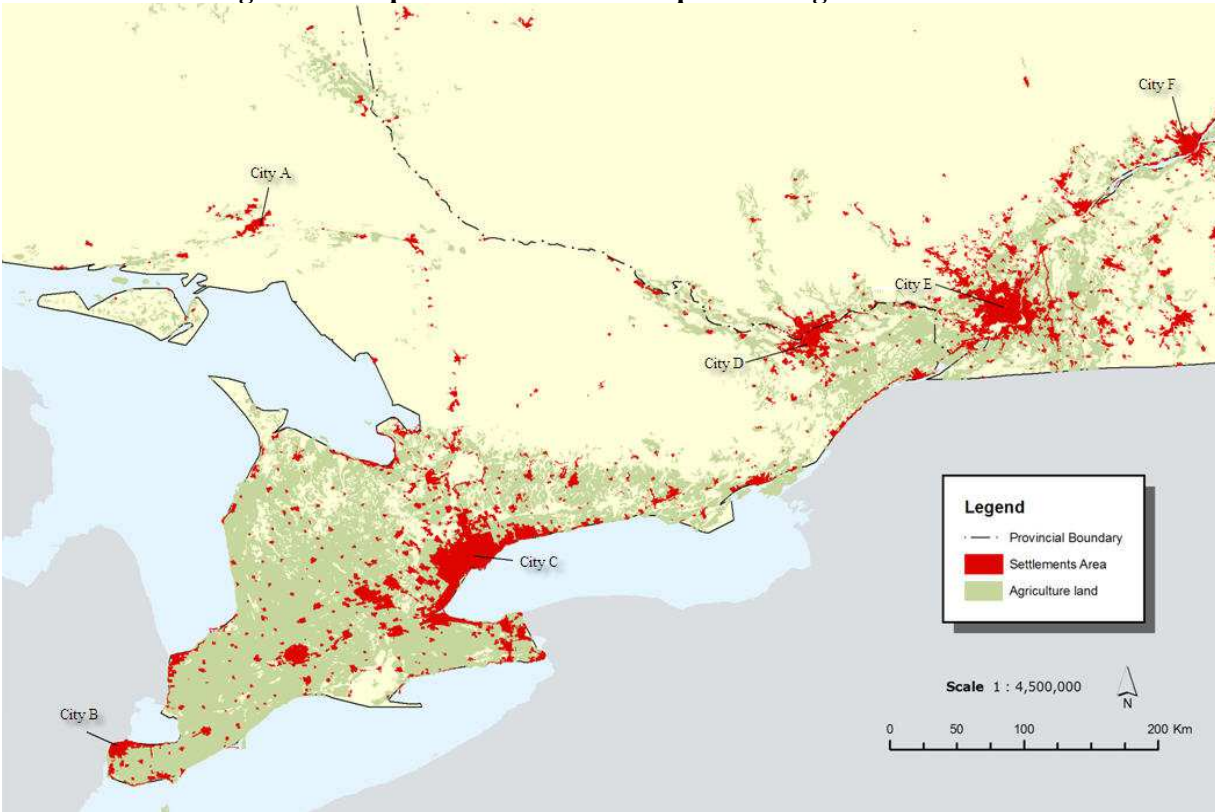 City F
City A
City E
City D
City C
City B
Legend
Provincial Boundary
Settlements Area
Agriculture land
Scale 1 : 4,500,000
N
0 50 100 200 Km